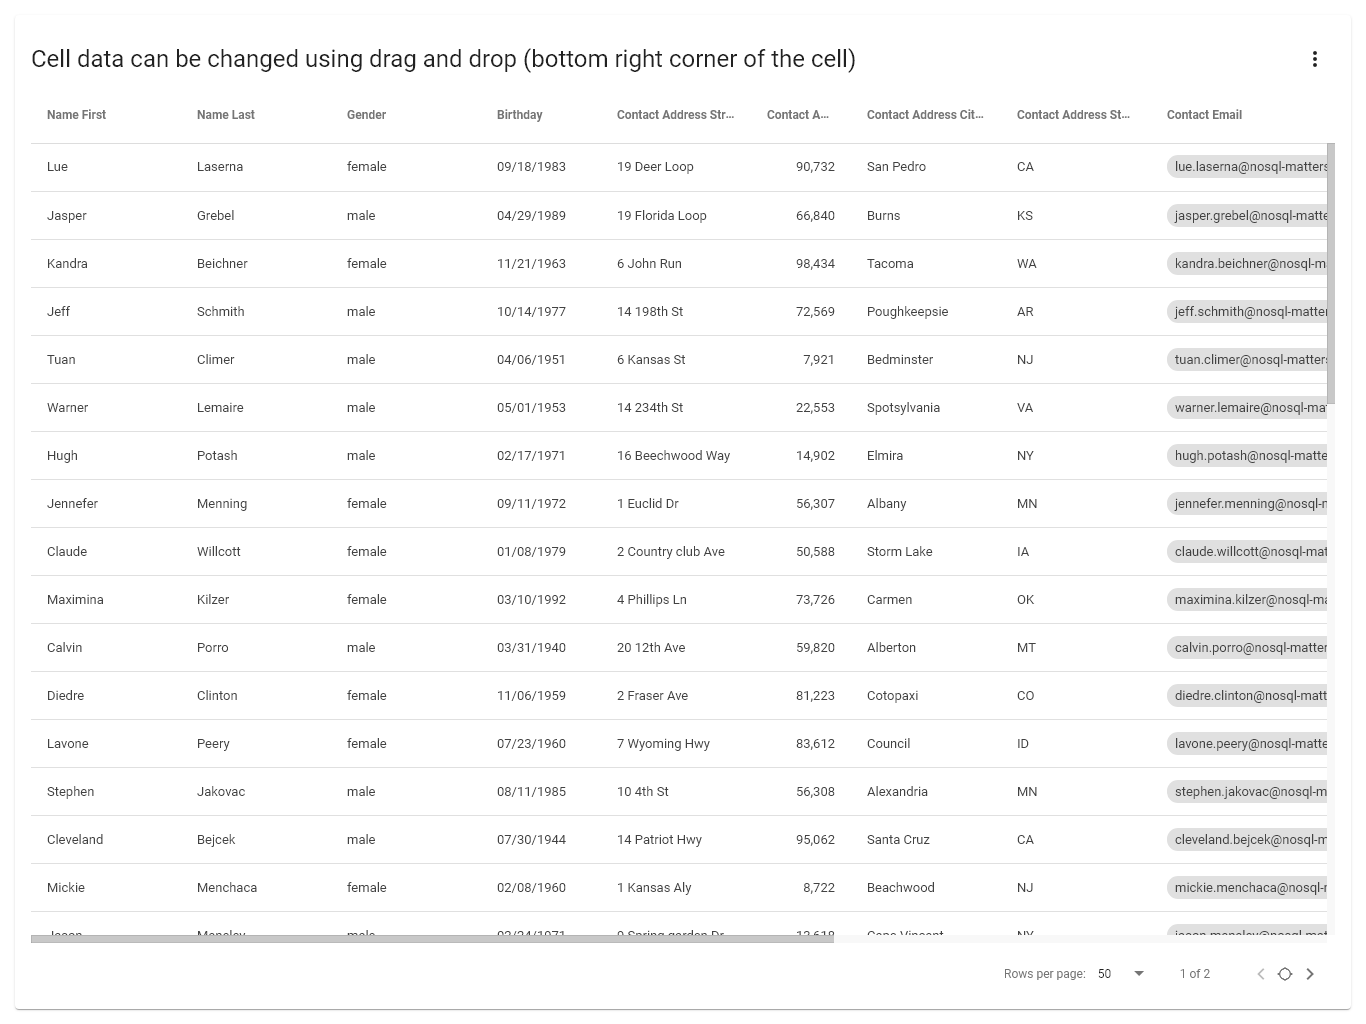 Cell data can be changed using drag and drop (bottom right corner of the cell)
Name First Name Last Gender Birthday Contact Address Str... Contact A... Contact Address Cit... Contact Address St... Contact Email
Lue Laserna female 09/18/1983 19 Deer Loop 90,732 San Pedro CA lue.laserna@nosql-matters
Jasper Grebel male 04/29/1989 19 Florida Loop 66,840 Burns KS jasper.grebel@nosql-matte
Kandra Beichner female 11/21/1963 6 John Run 98,434 Tacoma WA kandra.beichner@nosql-m
Jeff Schmith male 10/14/1977 14 198th St 72,569 Poughkeepsie AR jeff.schmith@nosql-matter
Tuan Climer male 04/06/1951 6 Kansas St 7,921 Bedminster NJ tuan.climer@nosql-matters
Warner Lemaire male 05/01/1953 14 234th St 22,553 Spotsylvania VA warner.lemaire@nosql-mat
Hugh Potash male 02/17/1971 16 Beechwood Way 14,902 Elmira NY hugh.potash@nosql-matte
Jennefer Menning female 09/11/1972 1 Euclid Dr 56,307 Albany MN jennefer.menning@nosql-m
Claude Willcott female 01/08/1979 2 Country club Ave 50,588 Storm Lake IA claude.willcott@nosql-mat
Maximina Kilzer female 03/10/1992 4 Phillips Ln 73,726 Carmen OK maximina.kilzer@nosql-ma
Calvin Porro male 03/31/1940 20 12th Ave 59,820 Alberton MT calvin.porro@nosql-matter
Diedre Clinton female 11/06/1959 2 Fraser Ave 81,223 Cotopaxi CO diedre.clinton@nosql-matt
Lavone Peery female 07/23/1960 7 Wyoming Hwy 83,612 Council ID lavone.peery@nosql-matte
Stephen Jakovac male 08/11/1985 10 4th St 56,308 Alexandria MN stephen.jakovac@nosql-m
Cleveland Bejcek male 07/30/1944 14 Patriot Hwy 95,062 Santa Cruz CA cleveland.bejcek@nosql-m
Mickie Menchaca female 02/08/1960 1 Kansas Aly 8,722 Beachwood NJ mickie.menchaca@nosql-r
Rows per page: 50 1 of 2